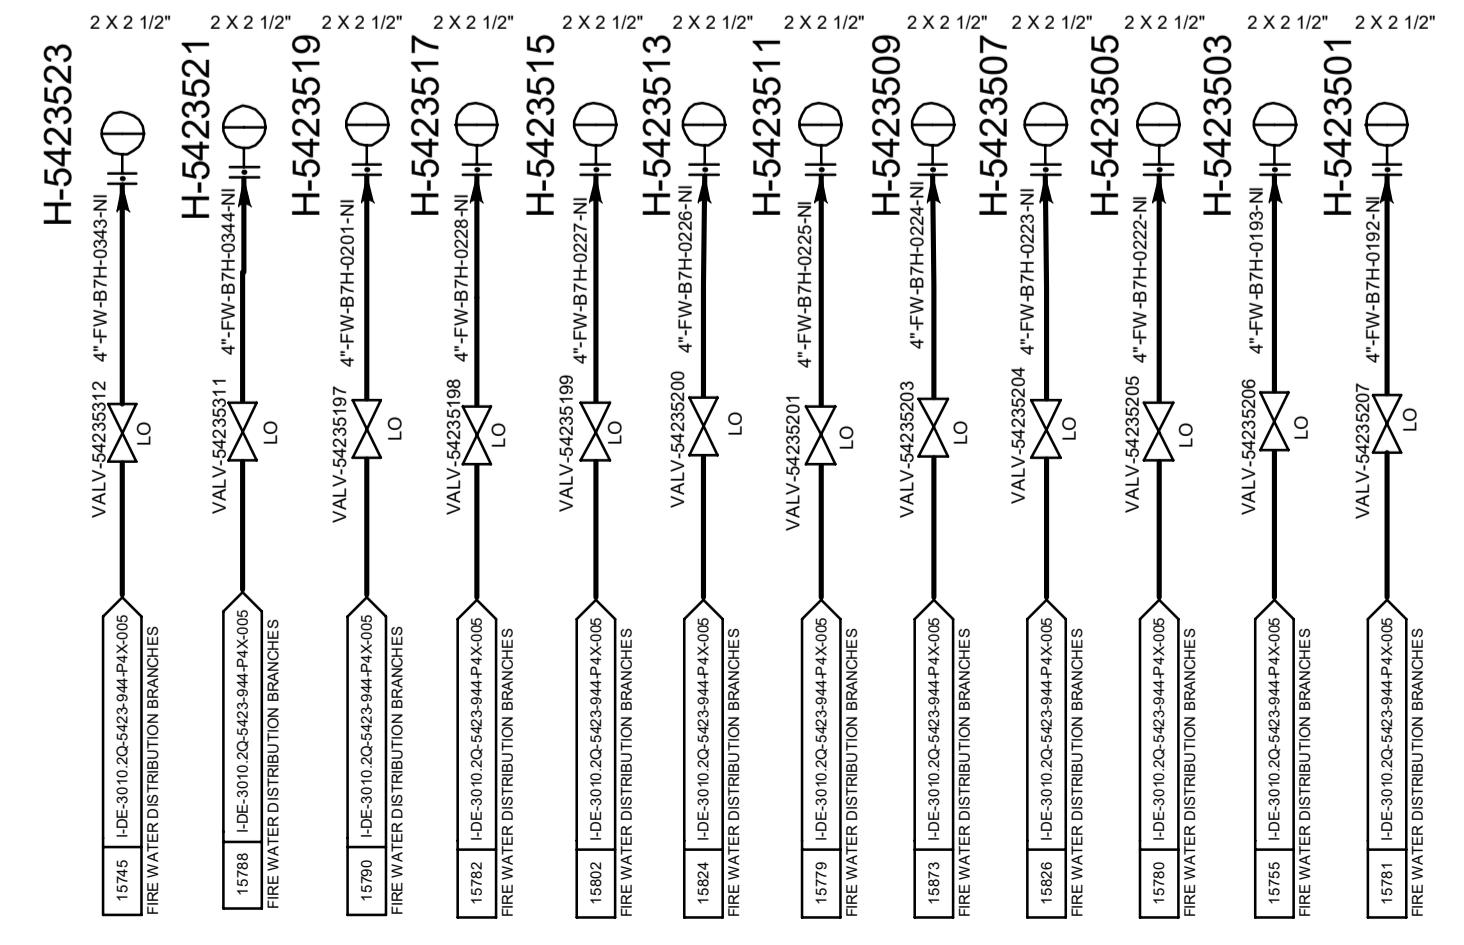 2 X 2 1/2"
H-5423523
4"-FW-B7H-0343-NI
VALV-54235312
LO
15745
I-DE-3010.2Q-5423-944-P4X-005
FIRE WATER DISTRIBUTION BRANCHES
2 X 2 1/2"
H-5423521
4"-FW-B7H-0344-NI
VALV-54235311
LO
15788
I-DE-3010.2Q-5423-944-P4X-005
FIRE WATER DISTRIBUTION BRANCHES
2 X 2 1/2"
H-5423519
4"-FW-B7H-0201-NI
VALV-54235197
LO
15790
I-DE-3010.2Q-5423-944-P4X-005
FIRE WATER DISTRIBUTION BRANCHES
2 X 2 1/2"
H-5423517
4"-FW-B7H-0228-NI
VALV-54235198
LO
15782
I-DE-3010.2Q-5423-944-P4X-005
FIRE WATER DISTRIBUTION BRANCHES
2 X 2 1/2"
H-5423515
4"-FW-B7H-0227-NI
VALV-54235199
LO
15802
I-DE-3010.2Q-5423-944-P4X-005
FIRE WATER DISTRIBUTION BRANCHES
2 X 2 1/2"
H-5423513
4"-FW-B7H-0226-NI
VALV-54235200
LO
15824
I-DE-3010.2Q-5423-944-P4X-005
FIRE WATER DISTRIBUTION BRANCHES
2 X 2 1/2"
H-5423511
4"-FW-B7H-0225-NI
VALV-54235201
LO
15779
I-DE-3010.2Q-5423-944-P4X-005
FIRE WATER DISTRIBUTION BRANCHES
2 X 2 1/2"
H-5423509
4"-FW-B7H-0224-NI
VALV-54235203
LO
15873
I-DE-3010.2Q-5423-944-P4X-005
FIRE WATER DISTRIBUTION BRANCHES
2 X 2 1/2"
H-5423507
4"-FW-B7H-0223-NI
VALV-54235204
LO
15826
I-DE-3010.2Q-5423-944-P4X-005
FIRE WATER DISTRIBUTION BRANCHES
2 X 2 1/2"
H-5423505
4"-FW-B7H-0222-NI
VALV-54235205
LO
15780
I-DE-3010.2Q-5423-944-P4X-005
FIRE WATER DISTRIBUTION BRANCHES
2 X 2 1/2"
H-5423503
4"-FW-B7H-0193-NI
VALV-54235206
LO
15755
I-DE-3010.2Q-5423-944-P4X-005
FIRE WATER DISTRIBUTION BRANCHES
2 X 2 1/2"
H-5423501
4"-FW-B7H-0192-NI
VALV-54235207
LO
15781
I-DE-3010.2Q-5423-944-P4X-005
FIRE WATER DISTRIBUTION BRANCHES